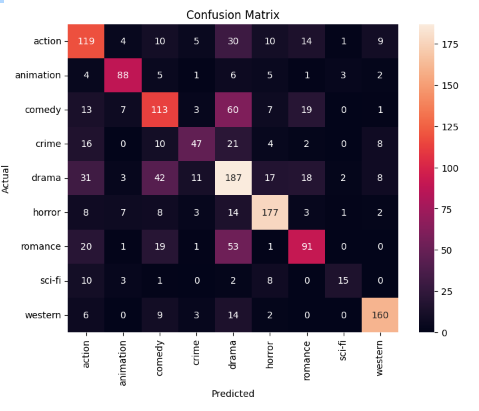 Confusion Matrix
action 119 4 10 5 30 10 14 1 9
animation 4 88 5 1 6 5 1 3 2
comedy 13 7 113 3 60 7 19 0 1
crime 16 0 10 47 21 4 2 0 8
drama 31 3 42 11 187 17 18 2 8
horror 8 7 8 3 14 177 3 1 2
romance 20 1 19 1 53 1 91 0 0
sci-fi 10 3 1 0 2 8 0 15 0
western 6 0 9 3 14 2 0 0 160
action animation comedy crime drama horror romance sci-fi western
Predicted
Actual
175
150
125
100
75
50
25
0